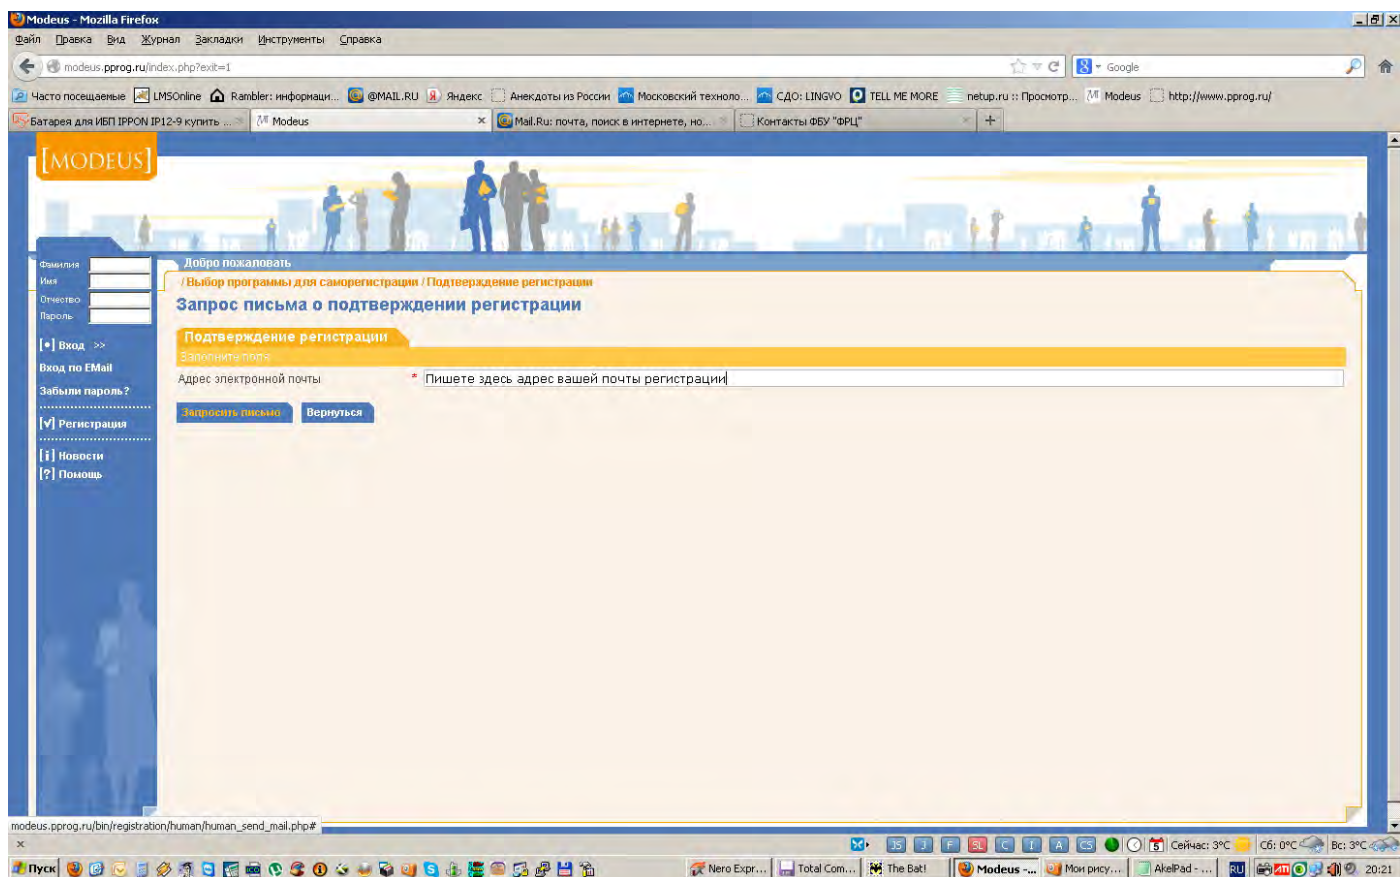 Modeus - Mozilla Firefox
Файл Правка Вид Журнал Закладки Инструменты Справка
modeus.pprog.ru/index.php?exit=1
Google
Часто посещаемые LMSOnline Rambler: информаци... @MAIL.RU Яндекс Анекдоты из России Московский техноло... СДО: LINGVO TELL ME MORE netup.ru :: Просмотр... Modeus http://www.pprog.ru/
Батарея для ИБП IPPON IP12-9 купить ... Modeus Mail.Ru: почта, поиск в интернете, но... Контакты ФБУ "ФРЦ"
[MODEUS]
Фамилия
Имя
Отчество
Пароль
[•] Вход >>
Вход по EMail
Забыли пароль?
[v] Регистрация
[i] Новости
[?] Помощь
Добро пожаловать
/ Выбор программы для саморегистрации / Подтверждение регистрации
Запрос письма о подтверждении регистрации
Подтверждение регистрации
Заполните поля
Адрес электронной почты * Пишете здесь адрес вашей почты регистрации
Запросить письмо Вернуться
modeus.pprog.ru/bin/registration/human/human_send_mail.php#
JS J F SL C I A CS 5 Сейчас: 3°C Сб: 0°C Вс: 3°C
Пуск Nero Expr... Total Com... The Bat! Modeus -... Мои рису... AkelPad - ... RU 20:21